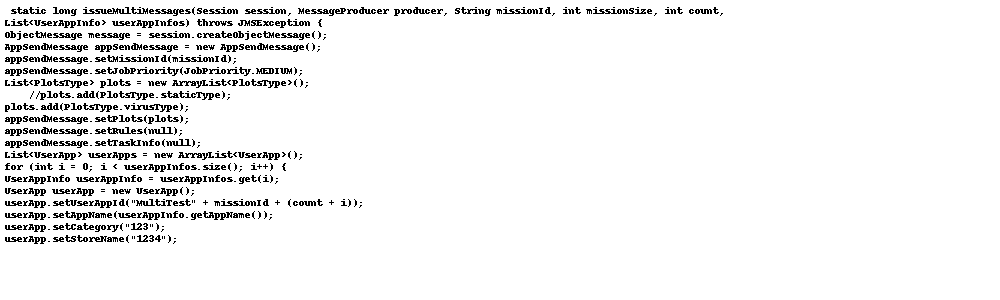 static long issueMultiMessages(Session session, MessageProducer producer, String missionId, int missionSize, int count,
List<UserAppInfo> userAppInfos) throws JMSException {
ObjectMessage message = session.createObjectMessage();
AppSendMessage appSendMessage = new AppSendMessage();
appSendMessage.setMissionId(missionId);
appSendMessage.setJobPriority(JobPriority.MEDIUM);
List<PlotsType> plots = new ArrayList<PlotsType>();
//plots.add(PlotsType.staticType);
plots.add(PlotsType.virusType);
appSendMessage.setPlots(plots);
appSendMessage.setRules(null);
appSendMessage.setTaskInfo(null);
List<UserApp> userApps = new ArrayList<UserApp>();
for (int i = 0; i < userAppInfos.size(); i++) {
UserAppInfo userAppInfo = userAppInfos.get(i);
UserApp userApp = new UserApp();
userApp.setUserAppId("MultiTest" + missionId + (count + i));
userApp.setAppName(userAppInfo.getAppName());
userApp.setCategory("123");
userApp.setStoreName("1234");